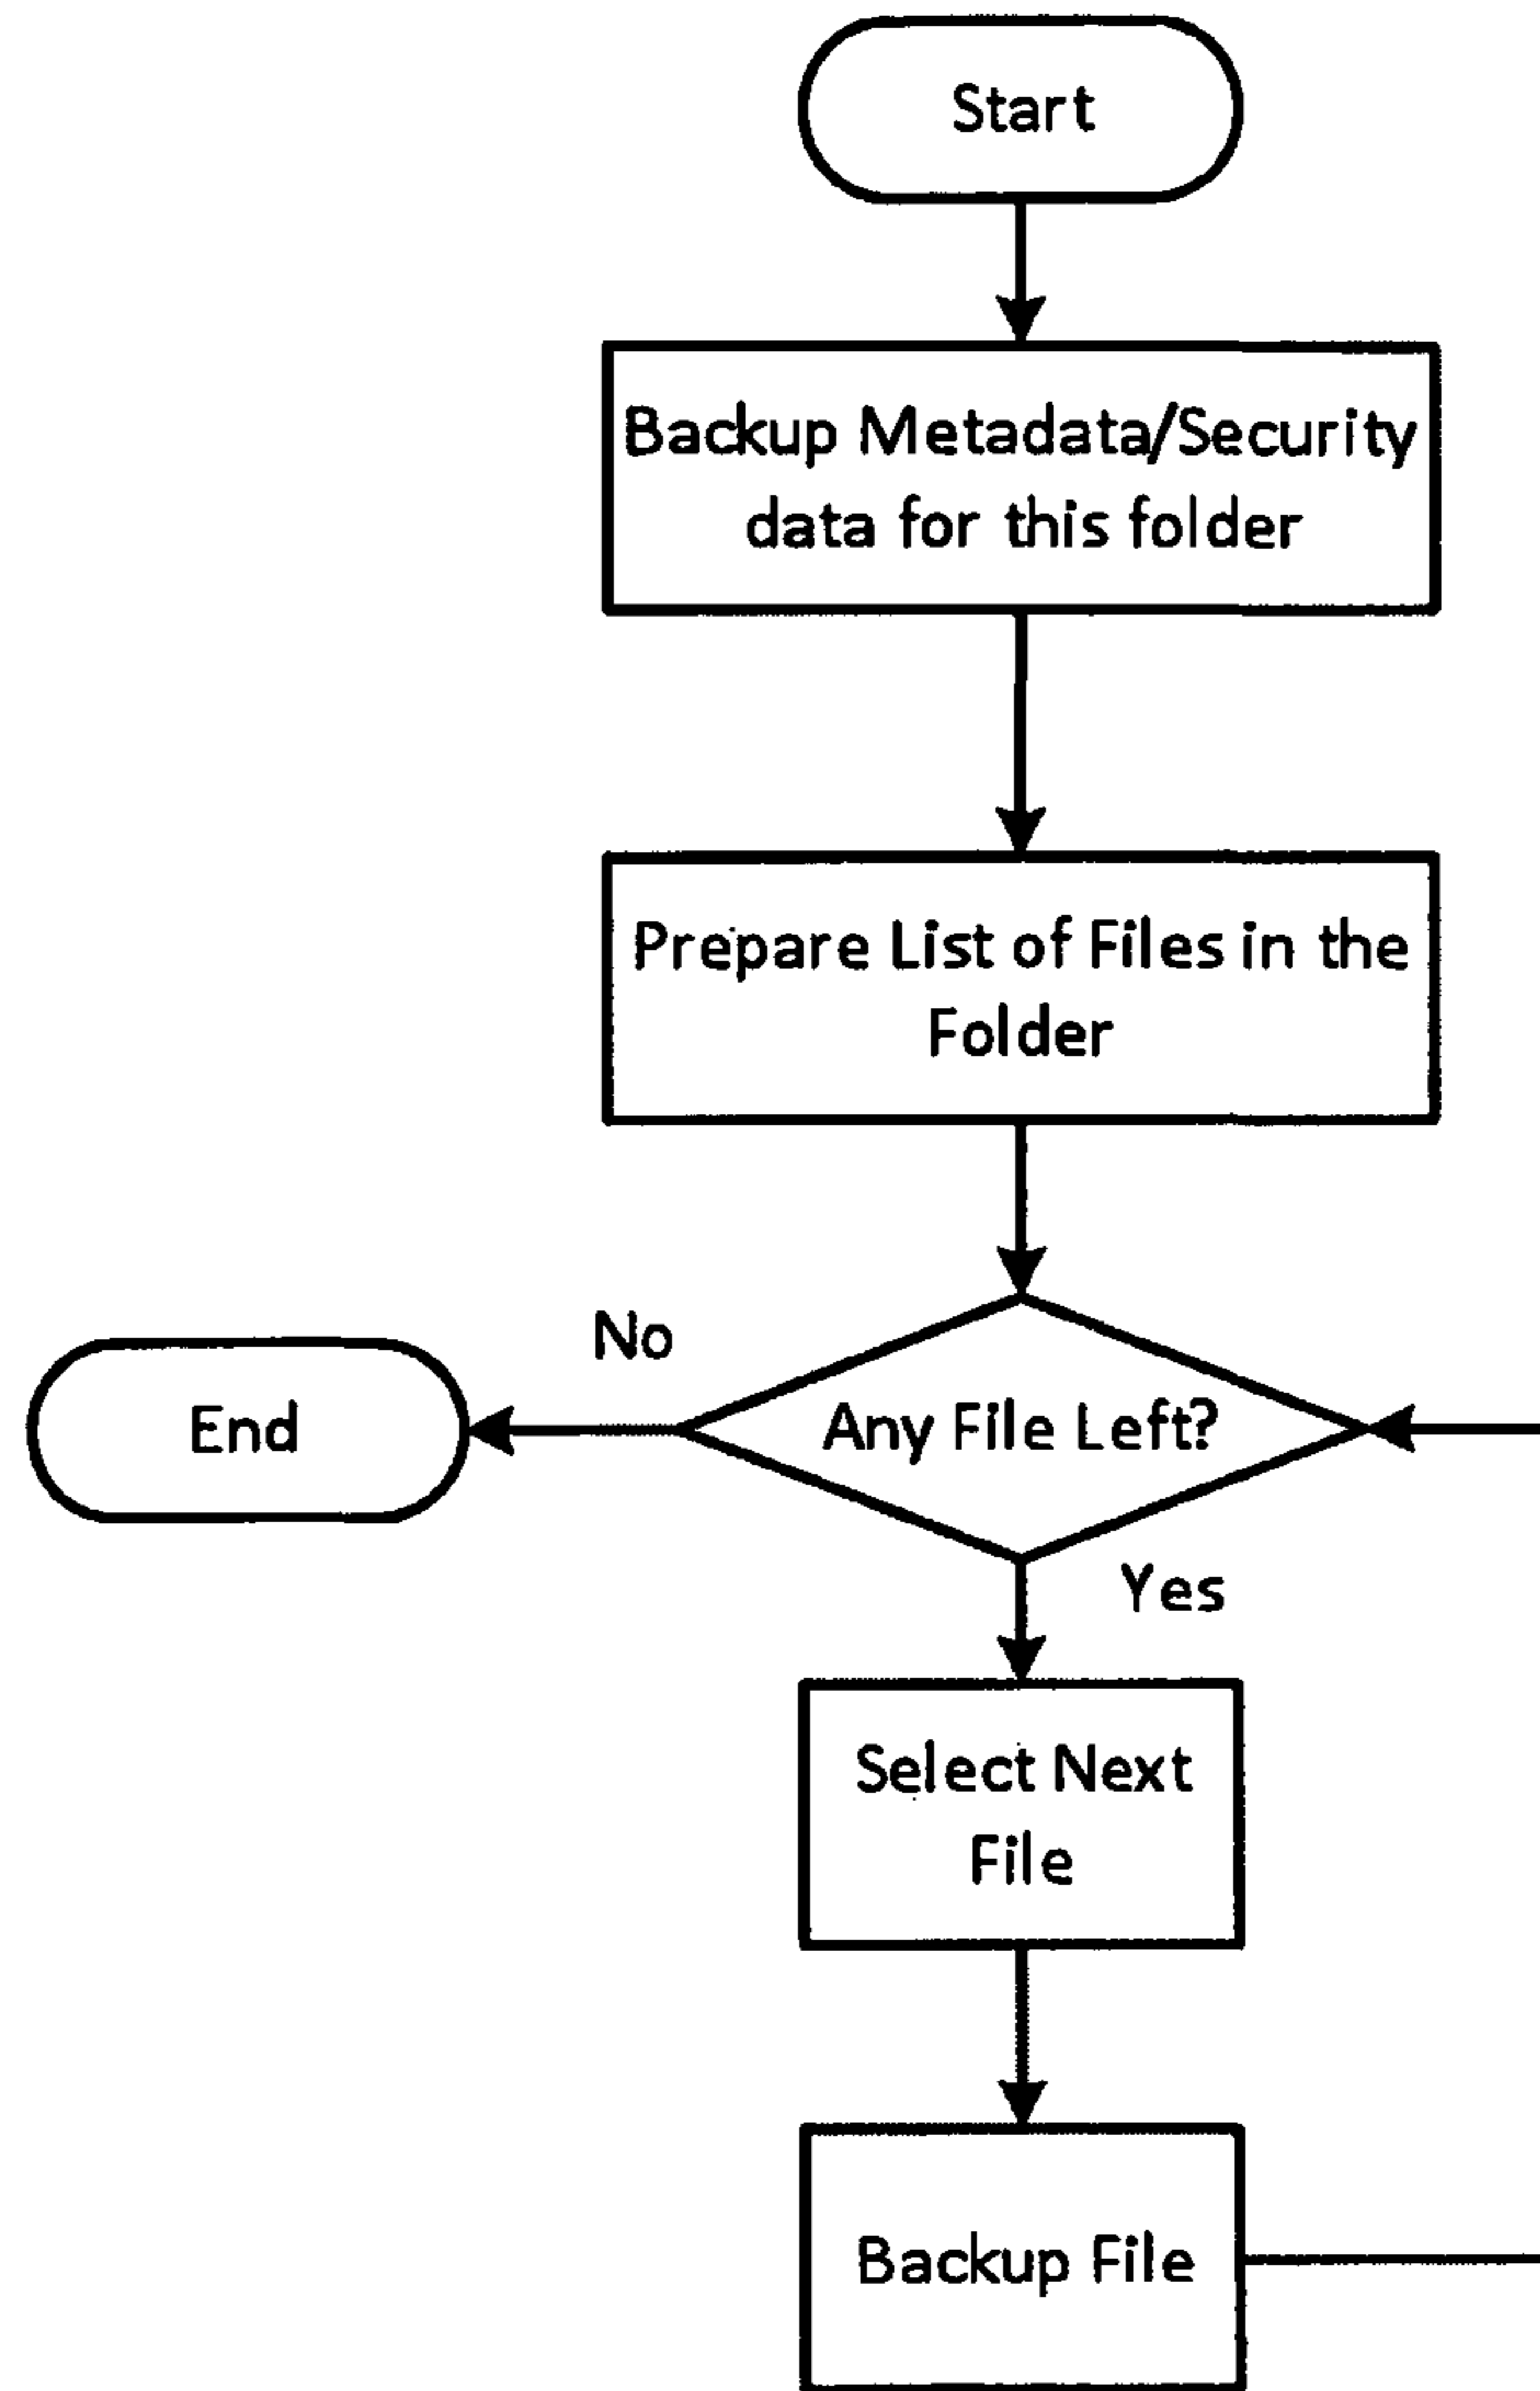 Start
Backup Metadata/Security
data for this folder
Prepare List of Files in the
Folder
No
End
Any File Left?
Yes
Select Next
File
Backup File